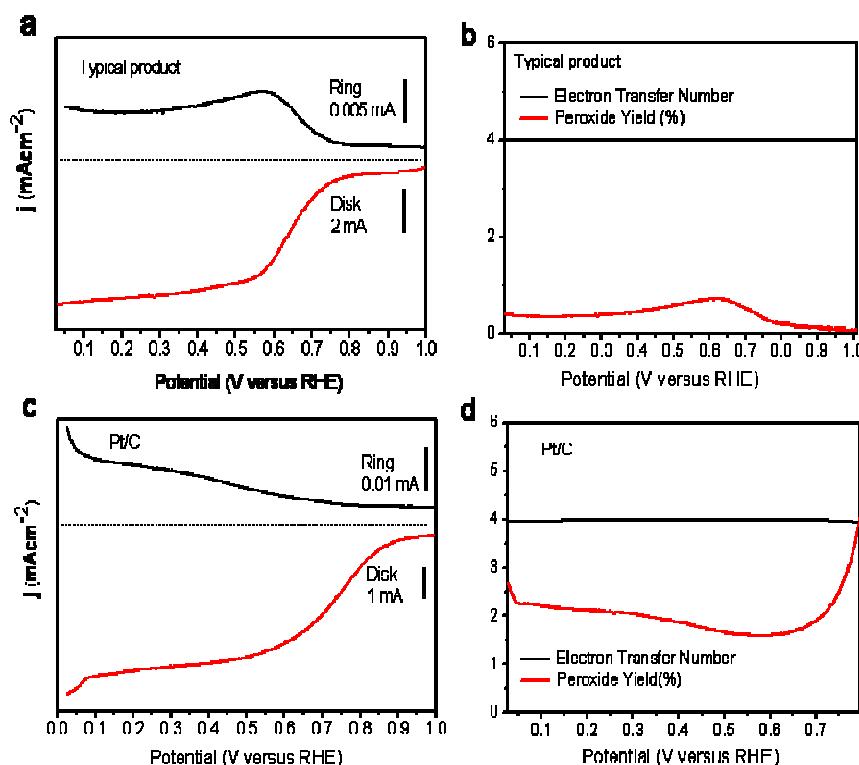 a
Typical product
Ring
0.005 mA
Disk
2 mA
j (mAcm⁻²)
0.1 0.2 0.3 0.4 0.5 0.6 0.7 0.8 0.9 1.0
Potential (V versus RHE)
b
6
4
2
0
Typical product
Electron Transfer Number
Peroxide Yield (%)
0.1 0.2 0.3 0.4 0.5 0.6 0.7 0.8 0.9 1.0
Potential (V versus RHE)
c
Pt/C
Ring
0.01 mA
Disk
1 mA
j (mAcm⁻²)
0.0 0.1 0.2 0.3 0.4 0.5 0.6 0.7 0.8 0.9 1.0
Potential (V versus RHE)
d
6
5
4
3
2
1
0
Pt/C
Electron Transfer Number
Peroxide Yield(%)
0.1 0.2 0.3 0.4 0.5 0.6 0.7
Potential (V versus RHE)